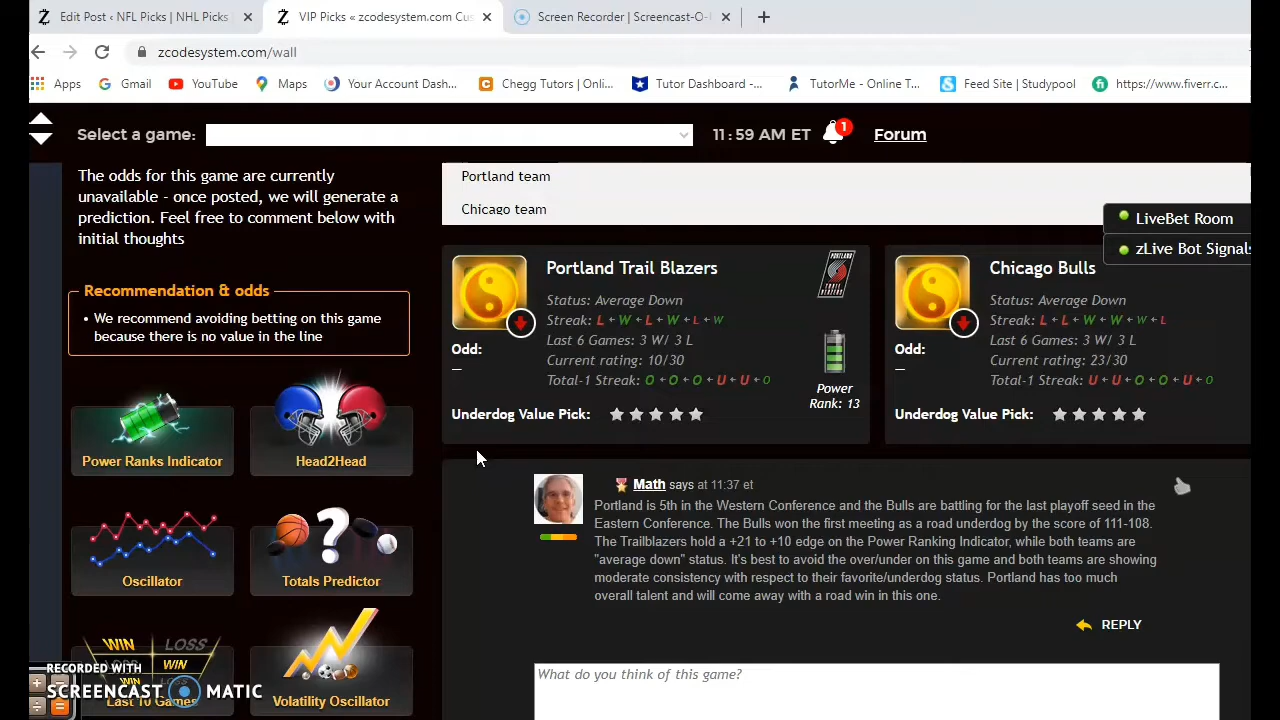 Edit Post ‹ NFL Picks | NHL Picks
VIP Picks « zcodesystem.com Cus
Screen Recorder | Screencast-O-
zcodesystem.com/wall
Apps
Gmail
YouTube
Maps
Your Account Dash...
Chegg Tutors | Onli...
Tutor Dashboard -...
TutorMe - Online T...
Feed Site | Studypool
https://www.fiverr.c...
Select a game:
11:59 AM ET
1
Forum
The odds for this game are currently
unavailable - once posted, we will generate a
prediction. Feel free to comment below with
initial thoughts
Recommendation & odds
• We recommend avoiding betting on this game
because there is no value in the line
Power Ranks Indicator
Head2Head
Oscillator
Totals Predictor
WIN LOSS
WIN
Last 10 Games
Volatility Oscillator
RECORDED WITH
SCREENCAST MATIC
Portland team
Chicago team
LiveBet Room
zLive Bot Signals
Portland Trail Blazers
Status: Average Down
Streak: L W L W L W
Last 6 Games: 3 W/ 3 L
Odd:
Current rating: 10/30
—
Total-1 Streak: O O O U U O
Power
Rank: 13
Underdog Value Pick:
PORTLAND
Chicago Bulls
Status: Average Down
Streak: L L W W W L
Last 6 Games: 3 W/ 3 L
Odd:
Current rating: 23/30
—
Total-1 Streak: U U O O U O
Underdog Value Pick:
Math says at 11:37 et
Portland is 5th in the Western Conference and the Bulls are battling for the last playoff seed in the
Eastern Conference. The Bulls won the first meeting as a road underdog by the score of 111-108.
The Trailblazers hold a +21 to +10 edge on the Power Ranking Indicator, while both teams are
"average down" status. It's best to avoid the over/under on this game and both teams are showing
moderate consistency with respect to their favorite/underdog status. Portland has too much
overall talent and will come away with a road win in this one.
REPLY
What do you think of this game?